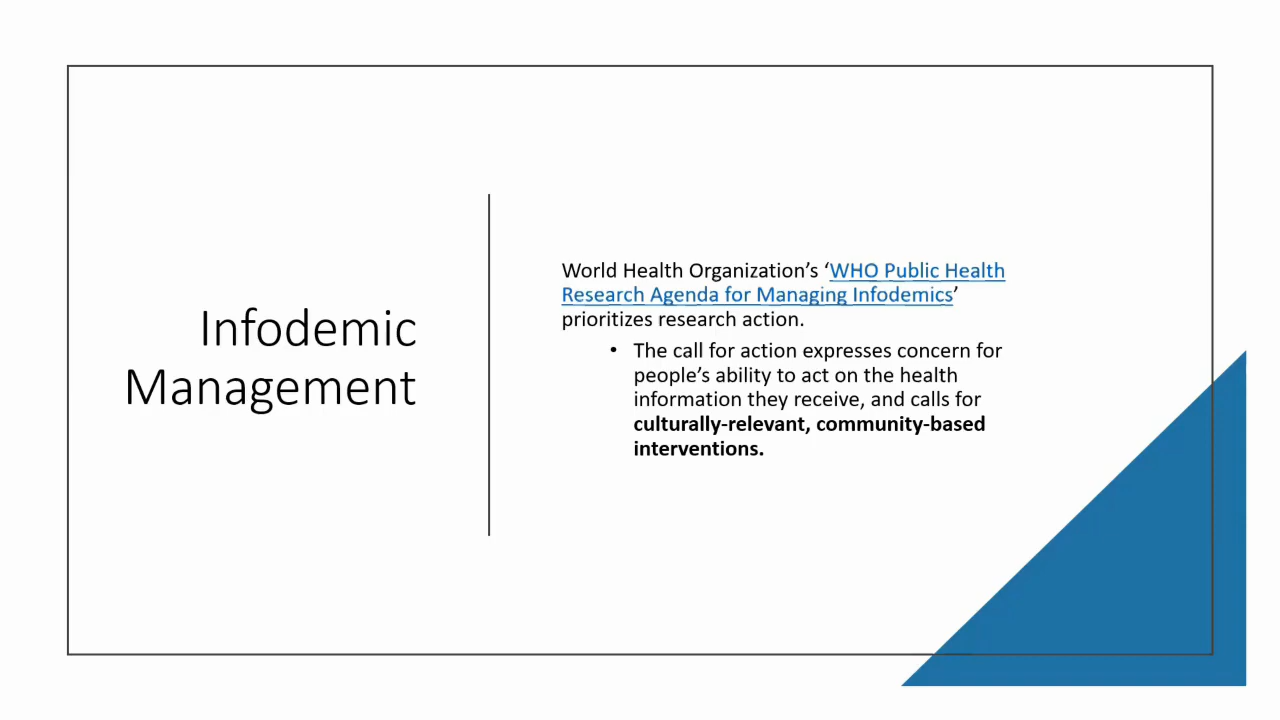 Infodemic
Management
World Health Organization’s ‘WHO Public Health
Research Agenda for Managing Infodemics’
prioritizes research action.
• The call for action expresses concern for
people’s ability to act on the health
information they receive, and calls for
culturally-relevant, community-based
interventions.